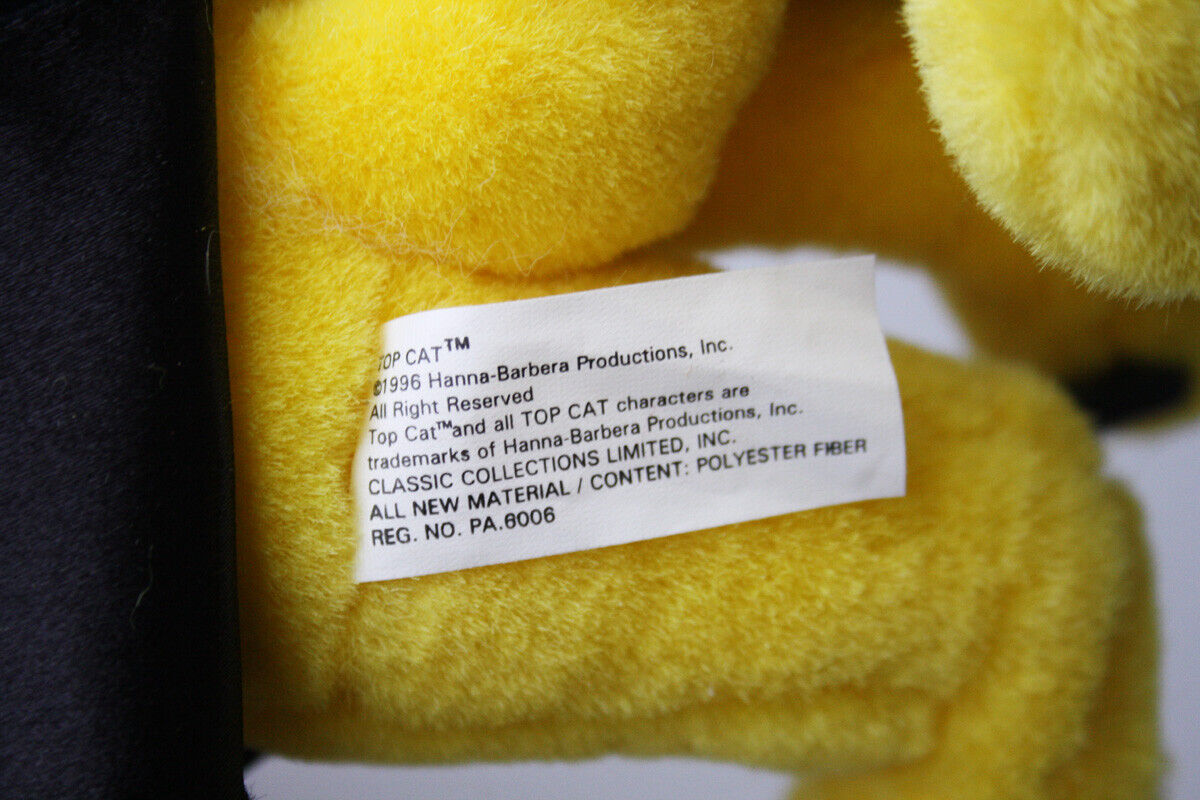 TOP CAT™
©1996 Hanna-Barbera Productions, Inc.
All Right Reserved
Top Cat™and all TOP CAT characters are
trademarks of Hanna-Barbera Productions, Inc.
CLASSIC COLLECTIONS LIMITED, INC.
ALL NEW MATERIAL / CONTENT: POLYESTER FIBER
REG. NO. PA.6006